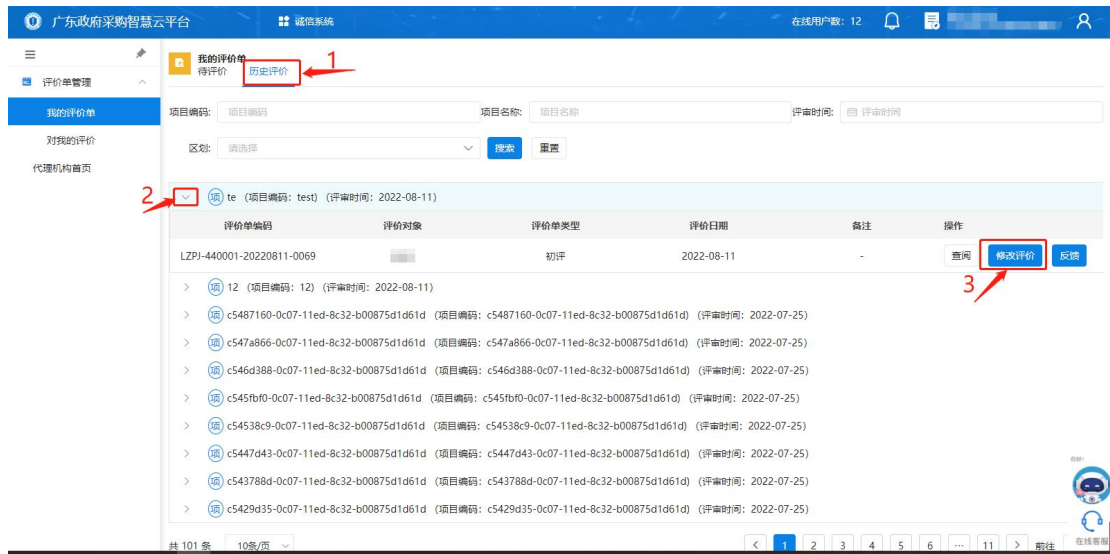 广东政府采购智慧云平台 诚信系统 在线用户数: 12
评价单管理
我的评价单
对我的评价
代理机构首页
我的评价单
待评价 历史评价 1
项目编码: 项目编码 项目名称: 项目名称 评审时间: 评审时间
区划: 请选择 搜索 重置
2 项 te (项目编码: test) (评审时间: 2022-08-11)
评价单编码 评价对象 评价单类型 评价日期 备注 操作
LZPJ-440001-20220811-0069 初评 2022-08-11 - 查阅 修改评价 反馈
3
项 12 (项目编码: 12) (评审时间: 2022-08-11)
项 c5487160-0c07-11ed-8c32-b00875d1d61d (项目编码: c5487160-0c07-11ed-8c32-b00875d1d61d) (评审时间: 2022-07-25)
项 c547a866-0c07-11ed-8c32-b00875d1d61d (项目编码: c547a866-0c07-11ed-8c32-b00875d1d61d) (评审时间: 2022-07-25)
项 c546d388-0c07-11ed-8c32-b00875d1d61d (项目编码: c546d388-0c07-11ed-8c32-b00875d1d61d) (评审时间: 2022-07-25)
项 c545fbf0-0c07-11ed-8c32-b00875d1d61d (项目编码: c545fbf0-0c07-11ed-8c32-b00875d1d61d) (评审时间: 2022-07-25)
项 c54538c9-0c07-11ed-8c32-b00875d1d61d (项目编码: c54538c9-0c07-11ed-8c32-b00875d1d61d) (评审时间: 2022-07-25)
项 c5447d43-0c07-11ed-8c32-b00875d1d61d (项目编码: c5447d43-0c07-11ed-8c32-b00875d1d61d) (评审时间: 2022-07-25)
项 c543788d-0c07-11ed-8c32-b00875d1d61d (项目编码: c543788d-0c07-11ed-8c32-b00875d1d61d) (评审时间: 2022-07-25)
项 c5429d35-0c07-11ed-8c32-b00875d1d61d (项目编码: c5429d35-0c07-11ed-8c32-b00875d1d61d) (评审时间: 2022-07-25)
共 101 条 10条/页 < 1 2 3 4 5 6 ... 11 > 前往
在线客服